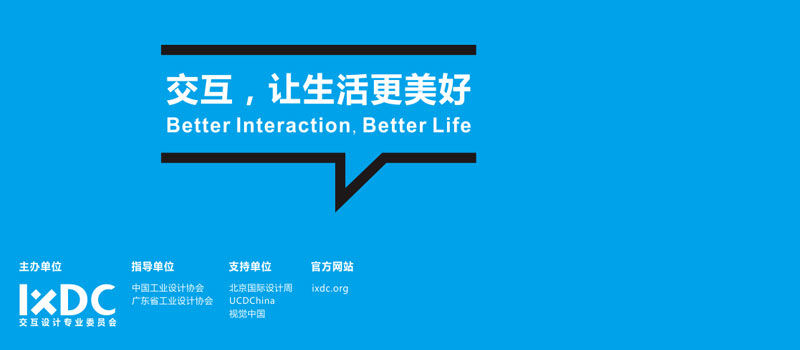 交互，让生活更美好
Better Interaction, Better Life
主办单位
IXDC
交互设计专业委员会
指导单位
中国工业设计协会
广东省工业设计协会
支持单位
北京国际设计周
UCDChina
视觉中国
官方网站
ixdc.org